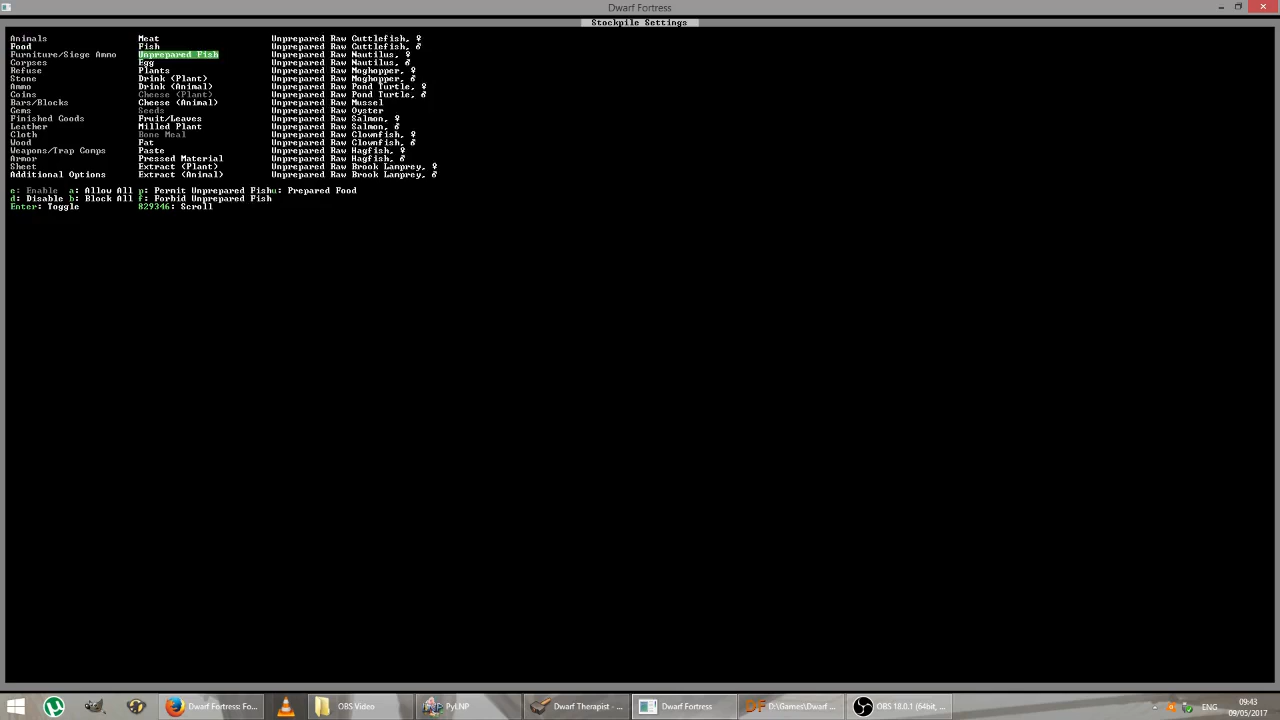 Dwarf Fortress
Stockpile Settings
Animals Meat Unprepared Raw Cuttlefish, ♀
Food Fish Unprepared Raw Cuttlefish, ♂
Furniture/Siege Ammo Unprepared Fish Unprepared Raw Nautilus, ♀
Corpses Egg Unprepared Raw Nautilus, ♂
Refuse Plants Unprepared Raw Moghopper, ♀
Stone Drink (Plant) Unprepared Raw Moghopper, ♂
Ammo Drink (Animal) Unprepared Raw Pond Turtle, ♀
Coins Cheese (Plant) Unprepared Raw Pond Turtle, ♂
Bars/Blocks Cheese (Animal) Unprepared Raw Mussel
Gems Seeds Unprepared Raw Oyster
Finished Goods Fruit/Leaves Unprepared Raw Salmon, ♀
Leather Milled Plant Unprepared Raw Salmon, ♂
Cloth Bone Meal Unprepared Raw Clownfish, ♀
Wood Fat Unprepared Raw Clownfish, ♂
Weapons/Trap Comps Paste Unprepared Raw Hagfish, ♀
Armor Pressed Material Unprepared Raw Hagfish, ♂
Sheet Extract (Plant) Unprepared Raw Brook Lamprey, ♀
Additional Options Extract (Animal) Unprepared Raw Brook Lamprey, ♂
e: Enable a: Allow All p: Permit Unprepared Fishu: Prepared Food
d: Disable b: Block All f: Forbid Unprepared Fish
Enter: Toggle 829346: Scroll
Dwarf Fortress: Fo... OBS Video PyLNP Dwarf Therapist - ... Dwarf Fortress DF D:\Games\Dwarf ... OBS 18.0.1 (64bit, ... ENG 09:43
09/05/2017